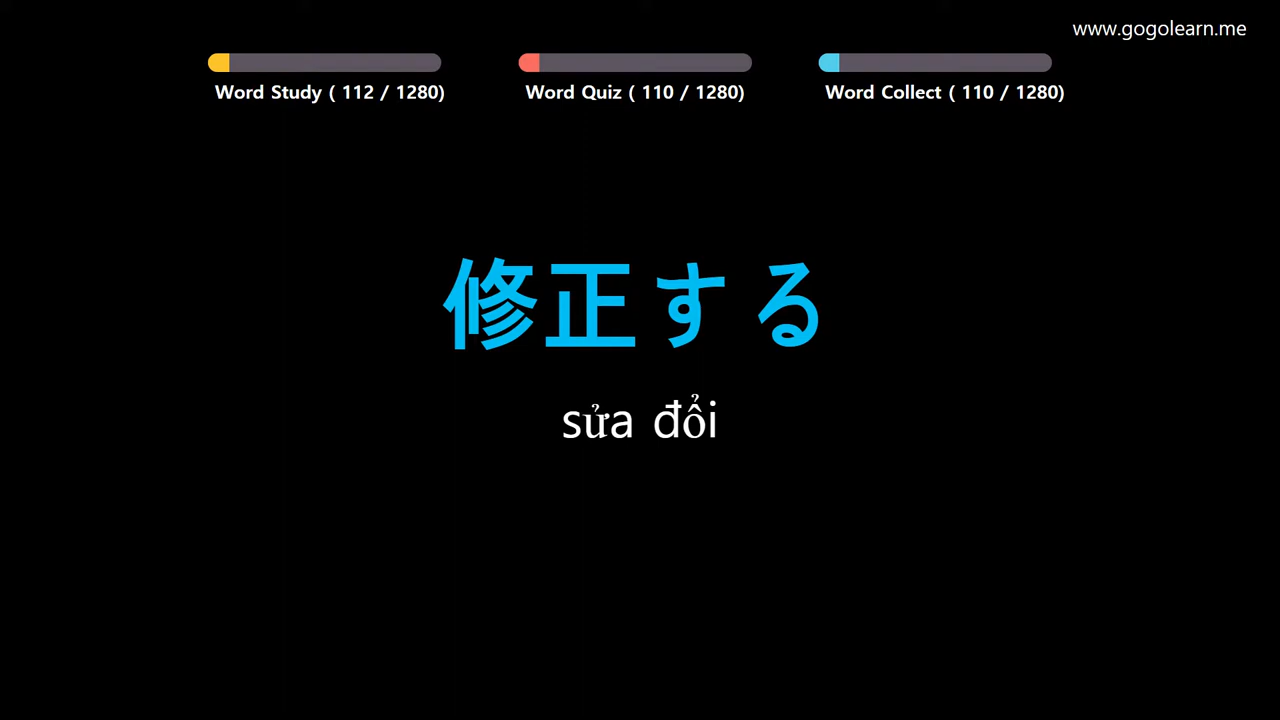 www.gogolearn.me
Word Study ( 112 / 1280)
Word Quiz ( 110 / 1280)
Word Collect ( 110 / 1280)
修正する
sửa đổi